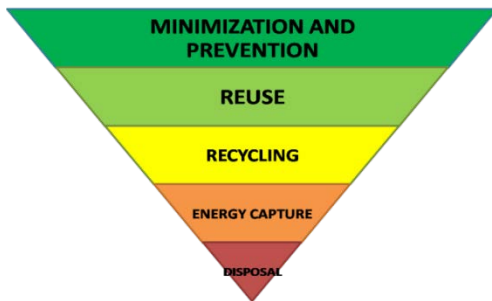 MINIMIZATION AND
PREVENTION
REUSE
RECYCLING
ENERGY CAPTURE
DISPOSAL